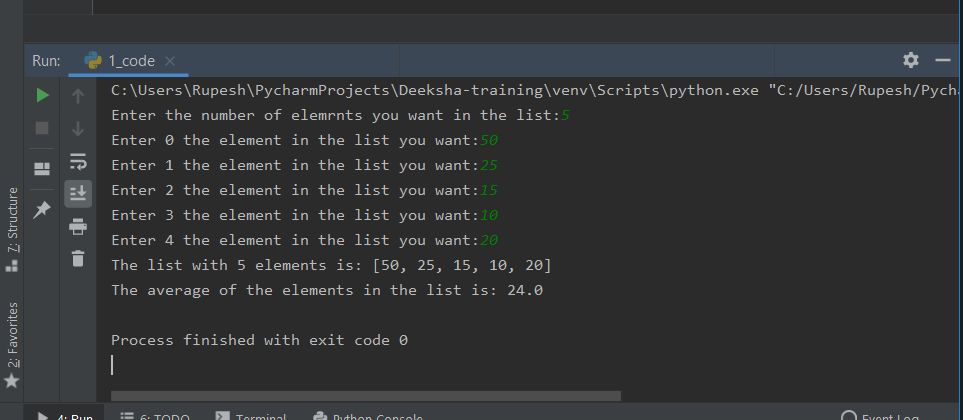 Run: 1_code
C:\Users\Rupesh\PycharmProjects\Deeksha-training\venv\Scripts\python.exe "C:/Users/Rupesh/Pycha
Enter the number of elemrnts you want in the list:5
Enter 0 the element in the list you want:50
Enter 1 the element in the list you want:25
Enter 2 the element in the list you want:15
Enter 3 the element in the list you want:10
Enter 4 the element in the list you want:20
The list with 5 elements is: [50, 25, 15, 10, 20]
The average of the elements in the list is: 24.0
Process finished with exit code 0
7: Structure
2: Favorites
4: Run 6: TODO Terminal Python Console Event Log